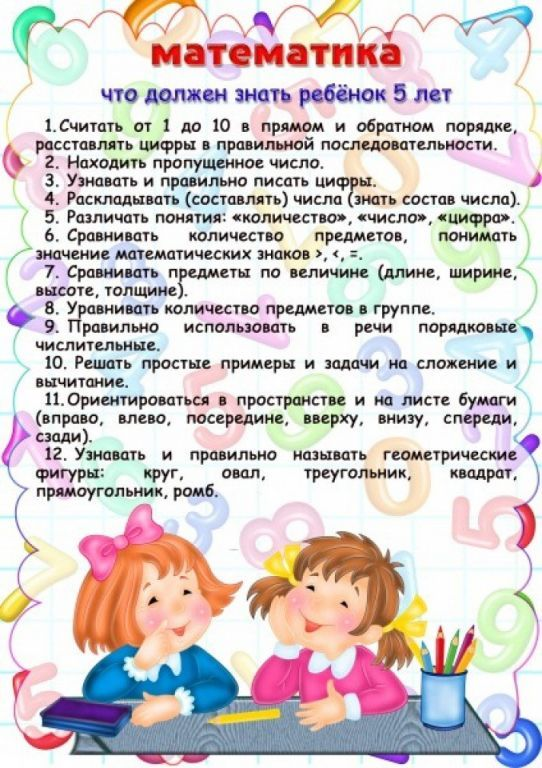 математика
что должен знать ребёнок 5 лет
1.Считать от 1 до 10 в прямом и обратном порядке,
расставлять цифры в правильной последовательности.
2. Находить пропущенное число.
3. Узнавать и правильно писать цифры.
4. Раскладывать (составлять) числа (знать состав числа).
5. Различать понятия: «количество», «число», «цифра».
6. Сравнивать количество предметов, понимать
значение математических знаков >, <, =.
7. Сравнивать предметы по величине (длине, ширине,
высоте, толщине).
8. Уравнивать количество предметов в группе.
9. Правильно использовать в речи порядковые
числительные.
10. Решать простые примеры и задачи на сложение и
вычитание.
11.Ориентироваться в пространстве и на листе бумаги
(вправо, влево, посередине, вверху, внизу, спереди,
сзади).
12. Узнавать и правильно называть геометрические
фигуры: круг, овал, треугольник, квадрат,
прямоугольник, ромб.